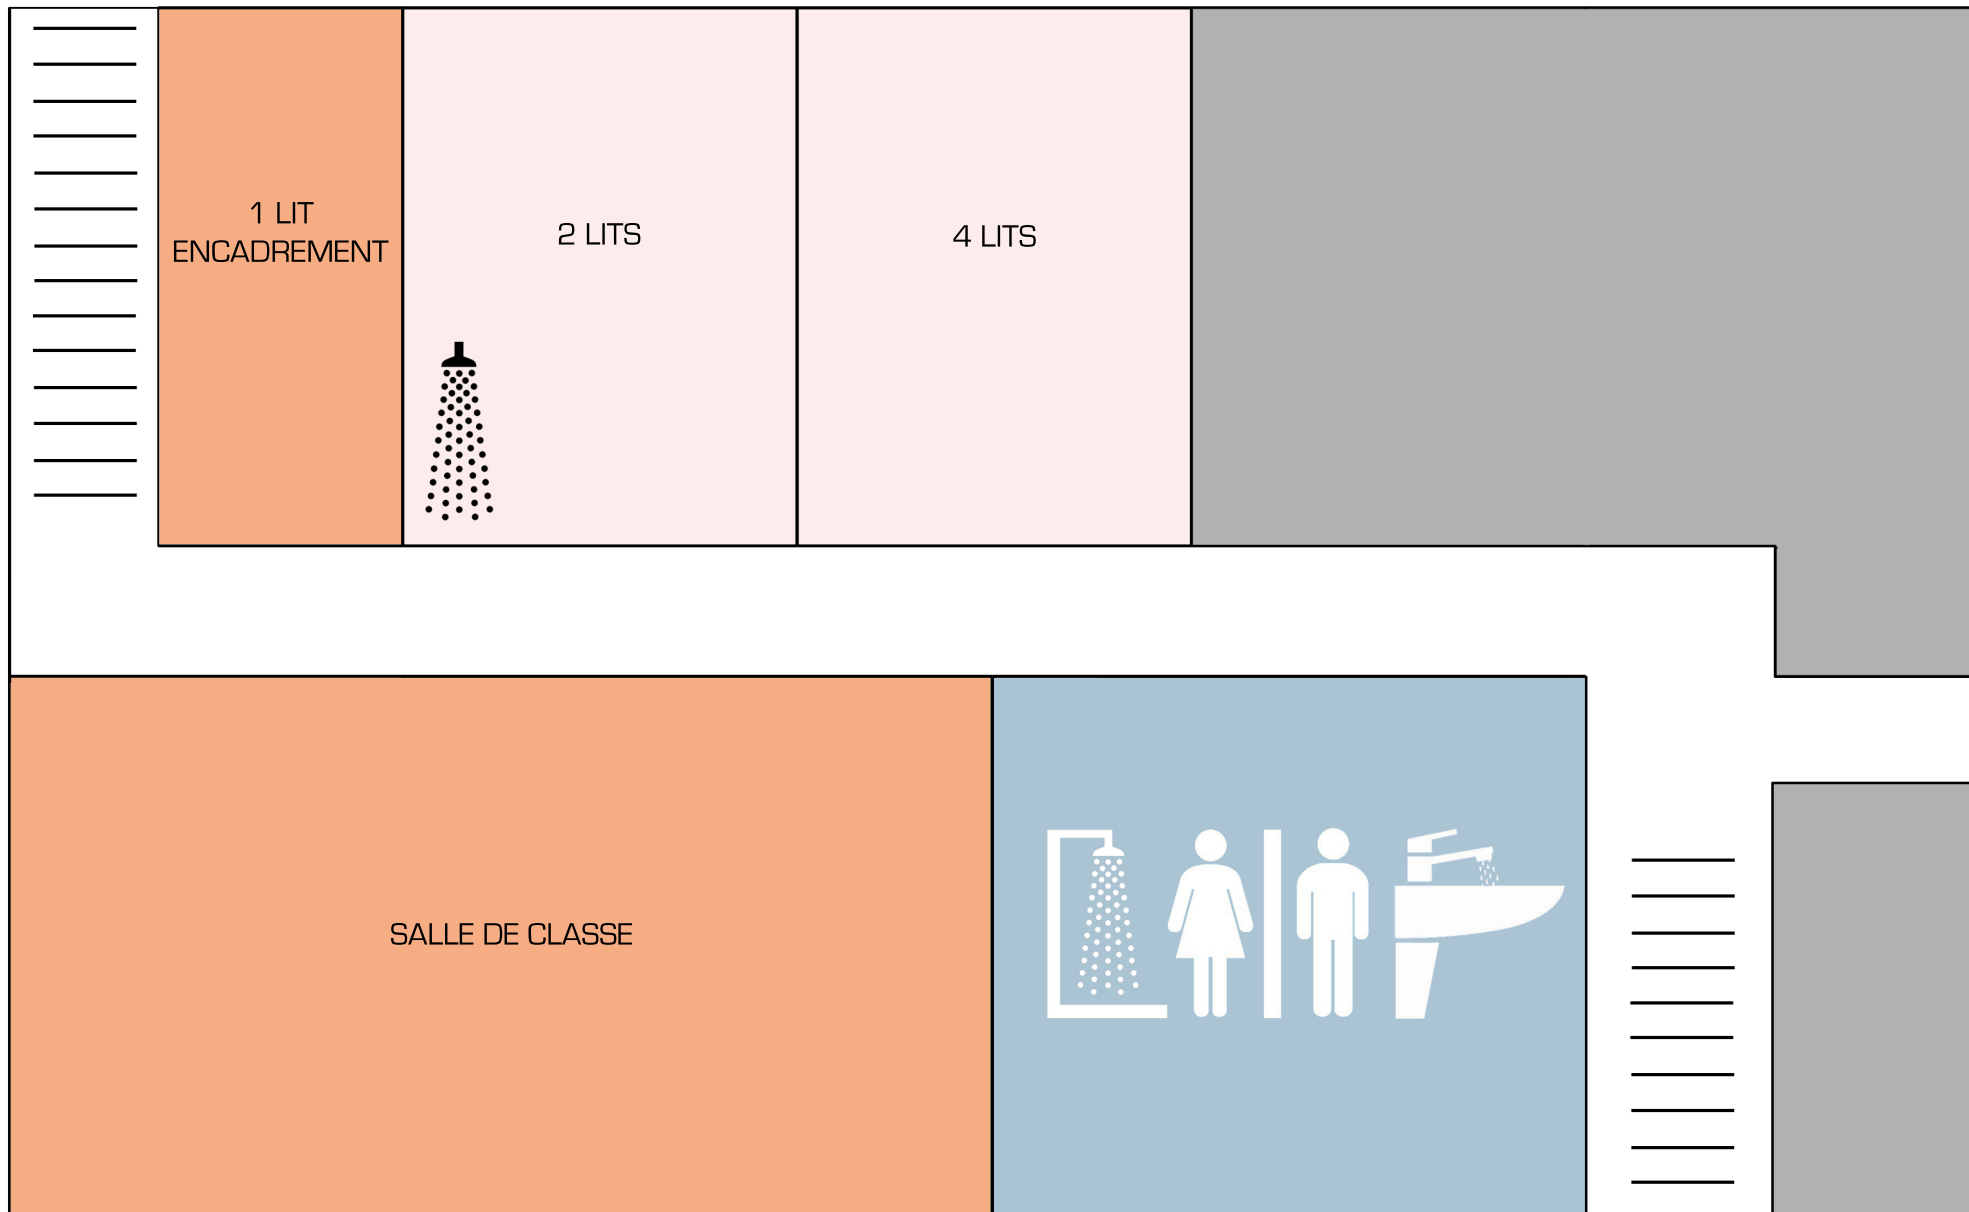 1 LIT
ENCADREMENT
2 LITS
4 LITS
SALLE DE CLASSE